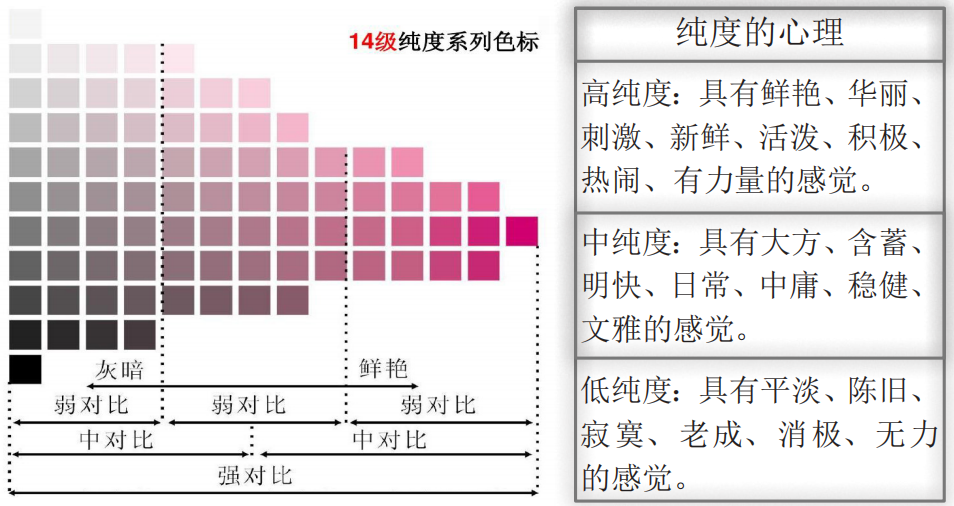 14级纯度系列色标
灰暗
鲜艳
弱对比
弱对比
弱对比
中对比
中对比
强对比
纯度的心理
高纯度：具有鲜艳、华丽、
刺激、新鲜、活泼、积极、
热闹、有力量的感觉。
中纯度：具有大方、含蓄、
明快、日常、中庸、稳健、
文雅的感觉。
低纯度：具有平淡、陈旧、
寂寞、老成、消极、无力
的感觉。